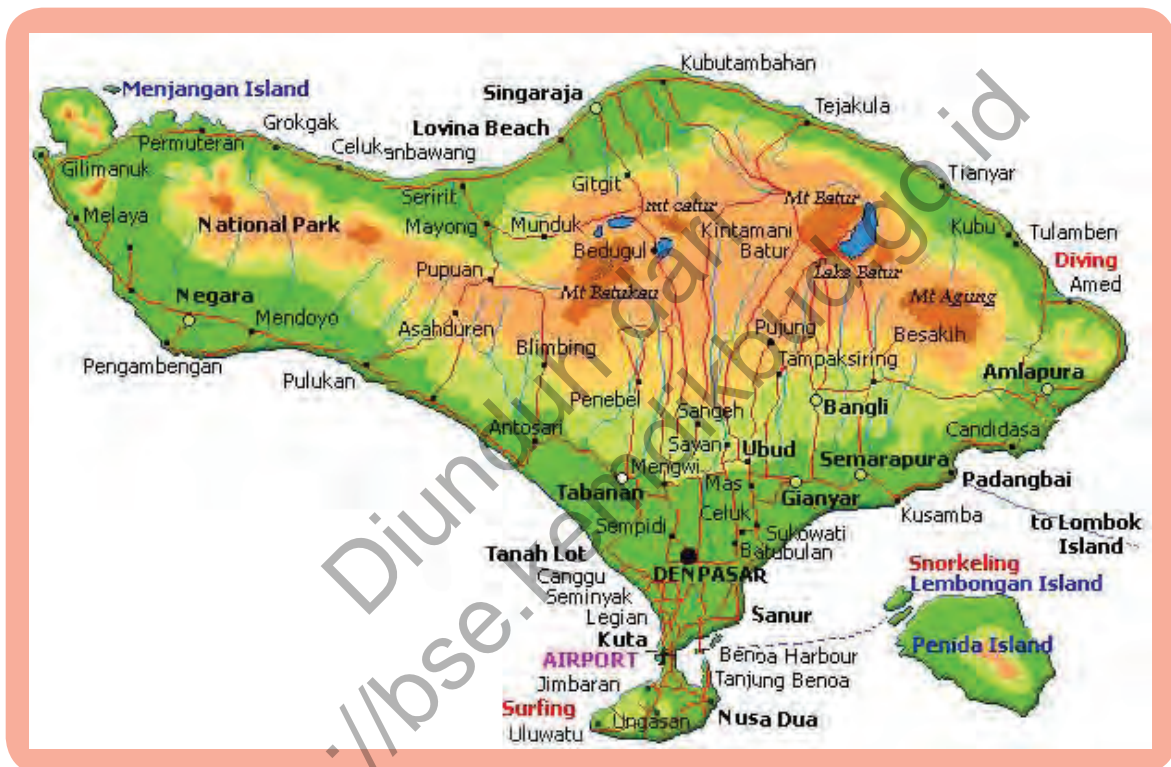 Kubutambahan
Menjangan Island
Singaraja
Tejakula
Grokgak
Lovina Beach
Permuteran
Celuk
anbawang
Gilimanuk
Tianyar
Gitgit
Seririt
Mt Batur
mt catur
Melaya
National Park
Mayong
Munduk
Kintamani
Kubu
Tulamben
Bedugul
Batur
Diving
Pupuan
Lake Batur
Amed
Negara
Mt Batukau
Mt Agung
Mendoyo
Asahduren
Pujung
Besakih
Blimbing
Tampaksiring
Pengambengan
Amlapura
Pulukan
Penebel
Bangli
Sangeh
Antosari
Candidasa
Sayan
Ubud
Semarapura
Mengwi
Padangbai
Tabanan
Mas
Gianyar
Celuk
Kusamba
to Lombok
Island
Sempidi
Sukowati
Batubulan
Tanah Lot
DENPASAR
Snorkeling
Canggu
Lembongan Island
Seminyak
Legian
Sanur
Kuta
Penida Island
AIRPORT
Benoa Harbour
Jimbaran
Tanjung Benoa
Surfing
Ungasan
Nusa Dua
Uluwatu
Diunduh dari
://bse.kemdikbud.go.id